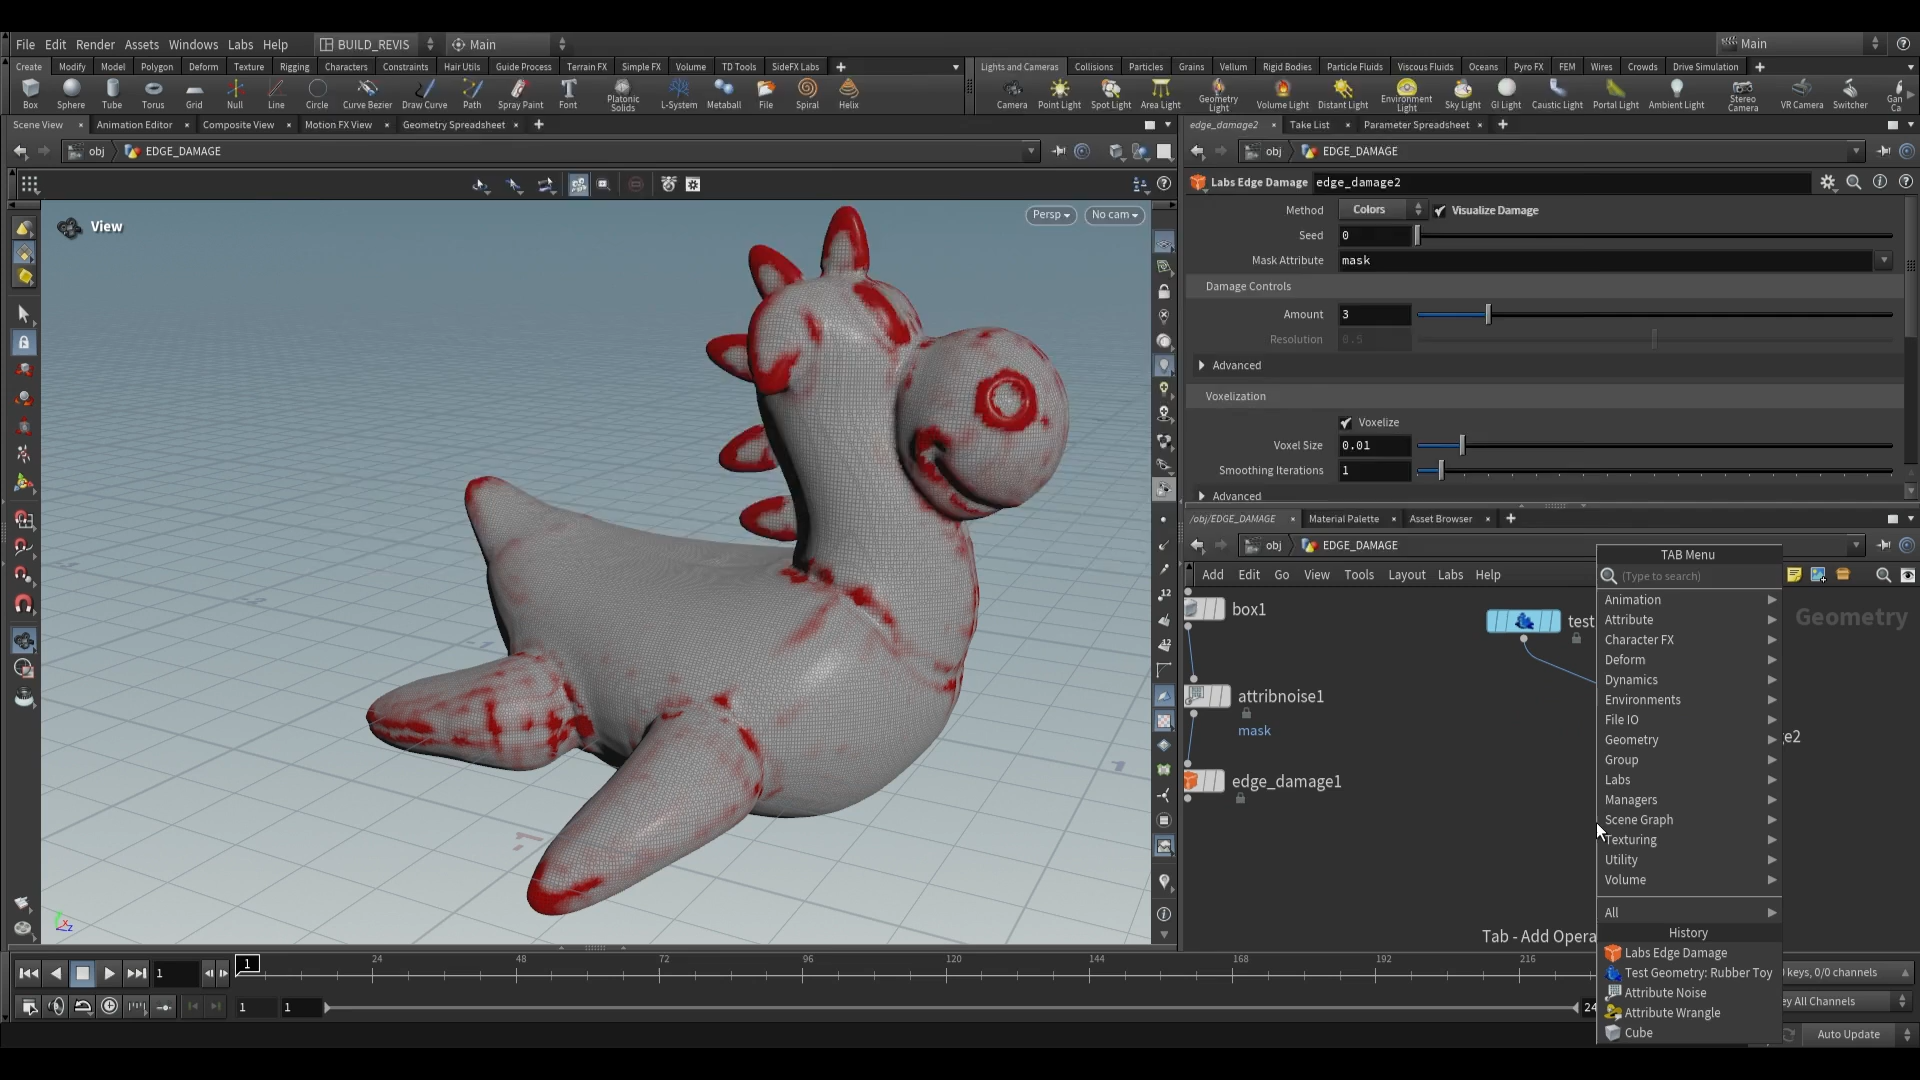 File Edit Render Assets Windows Labs Help BUILD_REVIS Main Main
Create Modify Model Polygon Deform Texture Rigging Characters Constraints Hair Utils Guide Process Terrain FX Simple FX Volume TD Tools SideFX Labs
Lights and Cameras Collisions Particles Grains Vellum Rigid Bodies Particle Fluids Viscous Fluids Oceans Pyro FX FEM Wires Crowds Drive Simulation
Box Sphere Tube Torus Grid Null Line Circle Curve Bezier Draw Curve Path Spray Paint Font Platonic Solids L-System Metaball File Spiral Helix
Camera Point Light Spot Light Area Light Geometry Light Volume Light Distant Light Environment Light Sky Light GI Light Caustic Light Portal Light Ambient Light Stereo Camera VR Camera Switcher Gan Ca
Scene View Animation Editor Composite View Motion FX View Geometry Spreadsheet
obj EDGE_DAMAGE
View
Persp No cam
edge_damage2 Take List Parameter Spreadsheet
obj EDGE_DAMAGE
Labs Edge Damage edge_damage2
Method Colors Visualize Damage
Seed 0
Mask Attribute mask
Damage Controls
Amount 3
Resolution 0.5
Advanced
Voxelization
Voxelize
Voxel Size 0.01
Smoothing Iterations 1
Advanced
/obj/EDGE_DAMAGE Material Palette Asset Browser
obj EDGE_DAMAGE
Add Edit Go View Tools Layout Labs Help
Geometry
box1
test
attribnoise1
mask
ge2
edge_damage1
Tab - Add Opera
TAB Menu
(Type to search)
Animation
Attribute
Character FX
Deform
Dynamics
Environments
File IO
Geometry
Group
Labs
Managers
Scene Graph
Texturing
Utility
Volume
All
History
Labs Edge Damage
Test Geometry: Rubber Toy
Attribute Noise
Attribute Wrangle
Cube
1 1 24 48 72 96 120 144 168 192 216
keys, 0/0 channels
1 1 24
ey All Channels
Auto Update